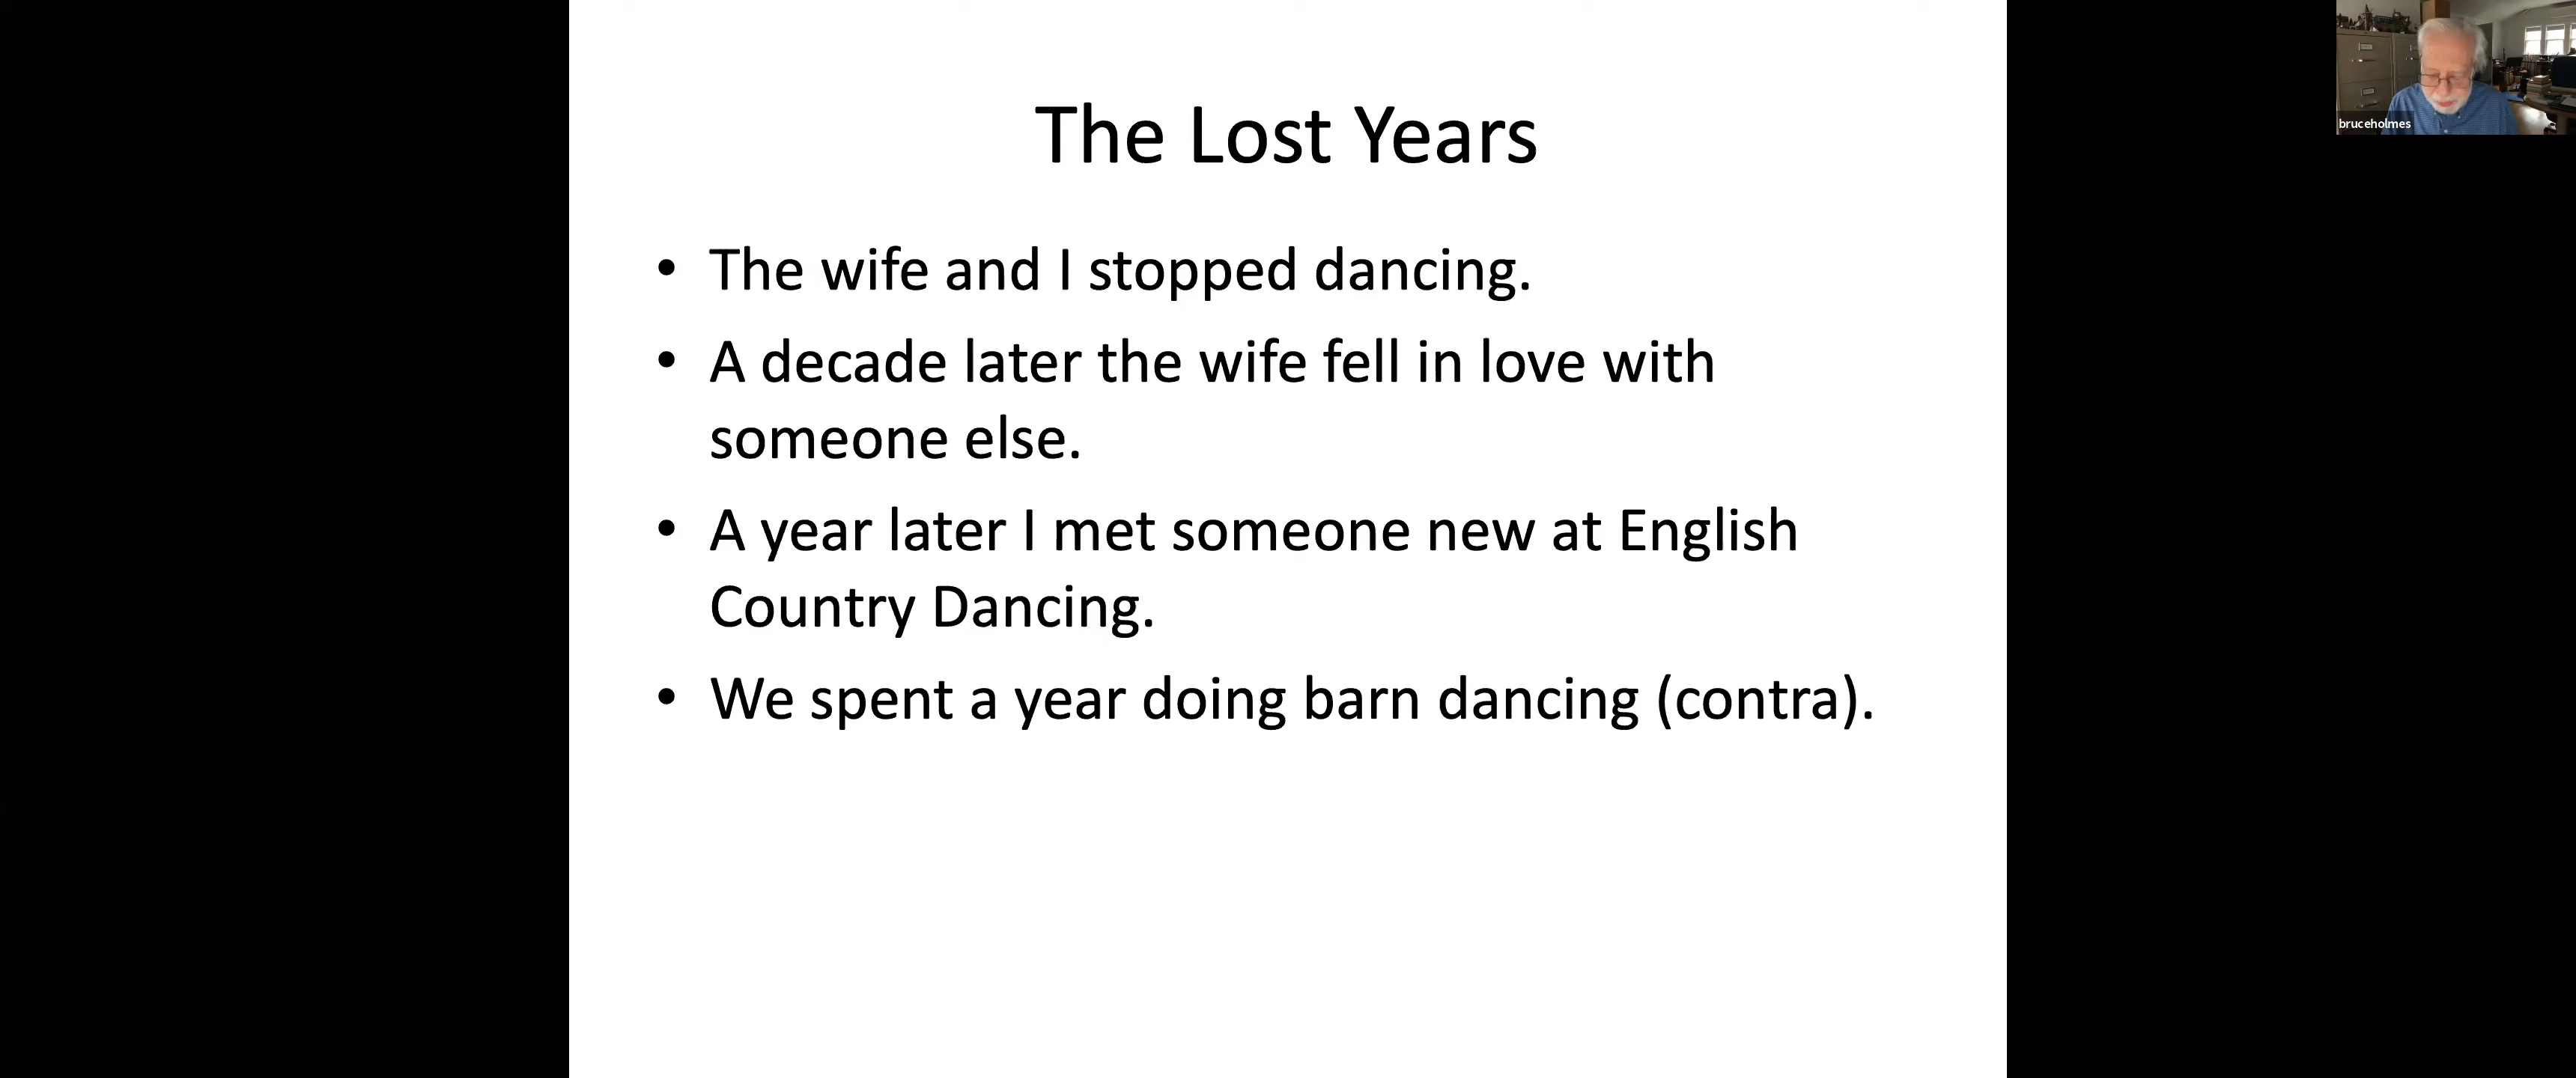 The Lost Years
• The wife and I stopped dancing.
• A decade later the wife fell in love with
someone else.
• A year later I met someone new at English
Country Dancing.
• We spent a year doing barn dancing (contra).
bruceholmes